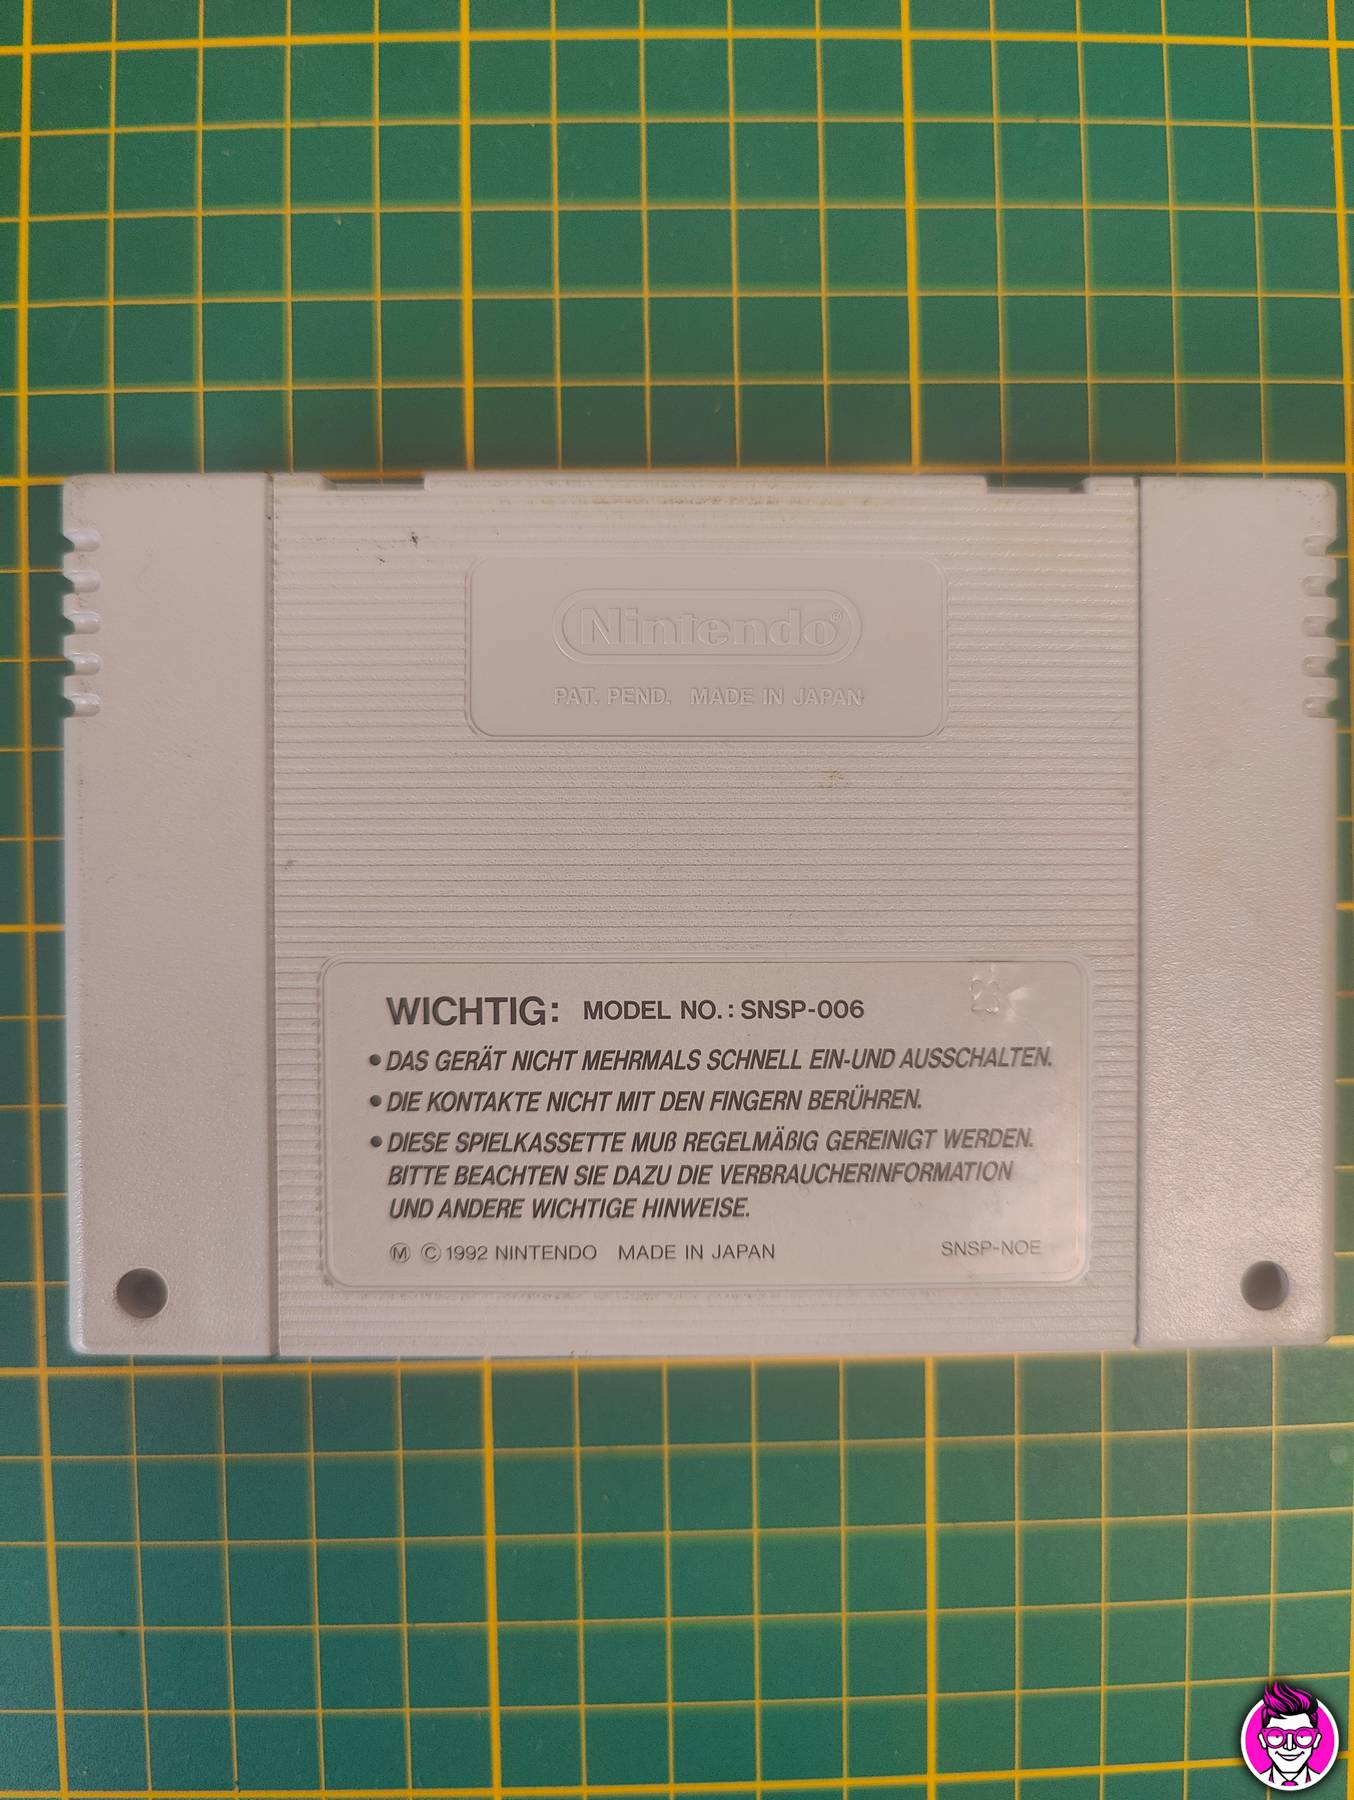 Nintendo®
PAT. PEND. MADE IN JAPAN
WICHTIG: MODEL NO.: SNSP-006
• DAS GERÄT NICHT MEHRMALS SCHNELL EIN-UND AUSSCHALTEN.
• DIE KONTAKTE NICHT MIT DEN FINGERN BERÜHREN.
• DIESE SPIELKASSETTE MUß REGELMÄßIG GEREINIGT WERDEN.
BITTE BEACHTEN SIE DAZU DIE VERBRAUCHERINFORMATION
UND ANDERE WICHTIGE HINWEISE.
Ⓜ © 1992 NINTENDO MADE IN JAPAN SNSP-NOE